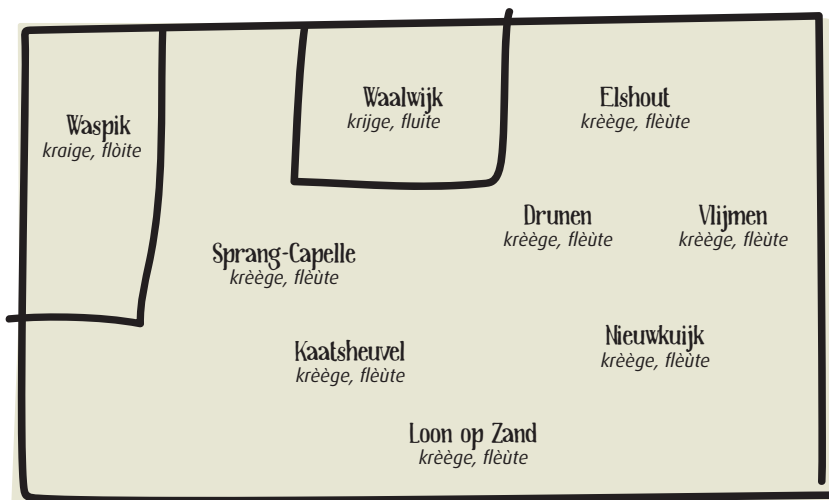 Waalwijk
krijge, fluite
Elshout
krèège, flèùte
Waspik
kraige, flòite
Drunen
krèège, flèùte
Vlijmen
krèège, flèùte
Sprang-Capelle
krèège, flèùte
Nieuwkuijk
krèège, flèùte
Kaatsheuvel
krèège, flèùte
Loon op Zand
krèège, flèùte